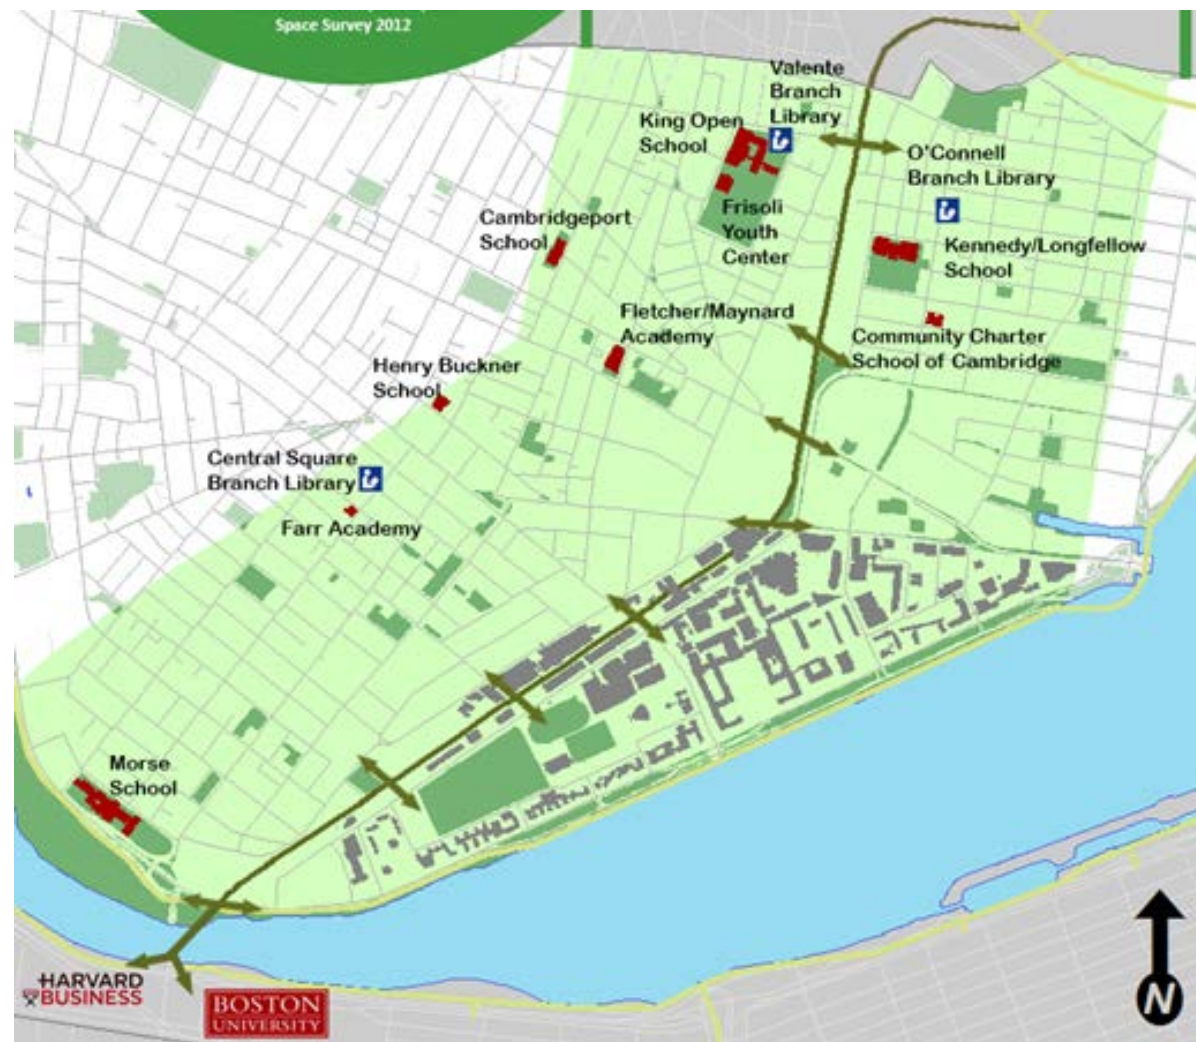 Space Survey 2012
Valente
Branch
Library
King Open
School
O'Connell
Branch Library
Frisoli
Youth
Center
Cambridgeport
School
Kennedy/Longfellow
School
Fletcher/Maynard
Academy
Community Charter
School of Cambridge
Henry Buckner
School
Central Square
Branch Library
Farr Academy
Morse
School
HARVARD
BUSINESS
BOSTON
UNIVERSITY
N